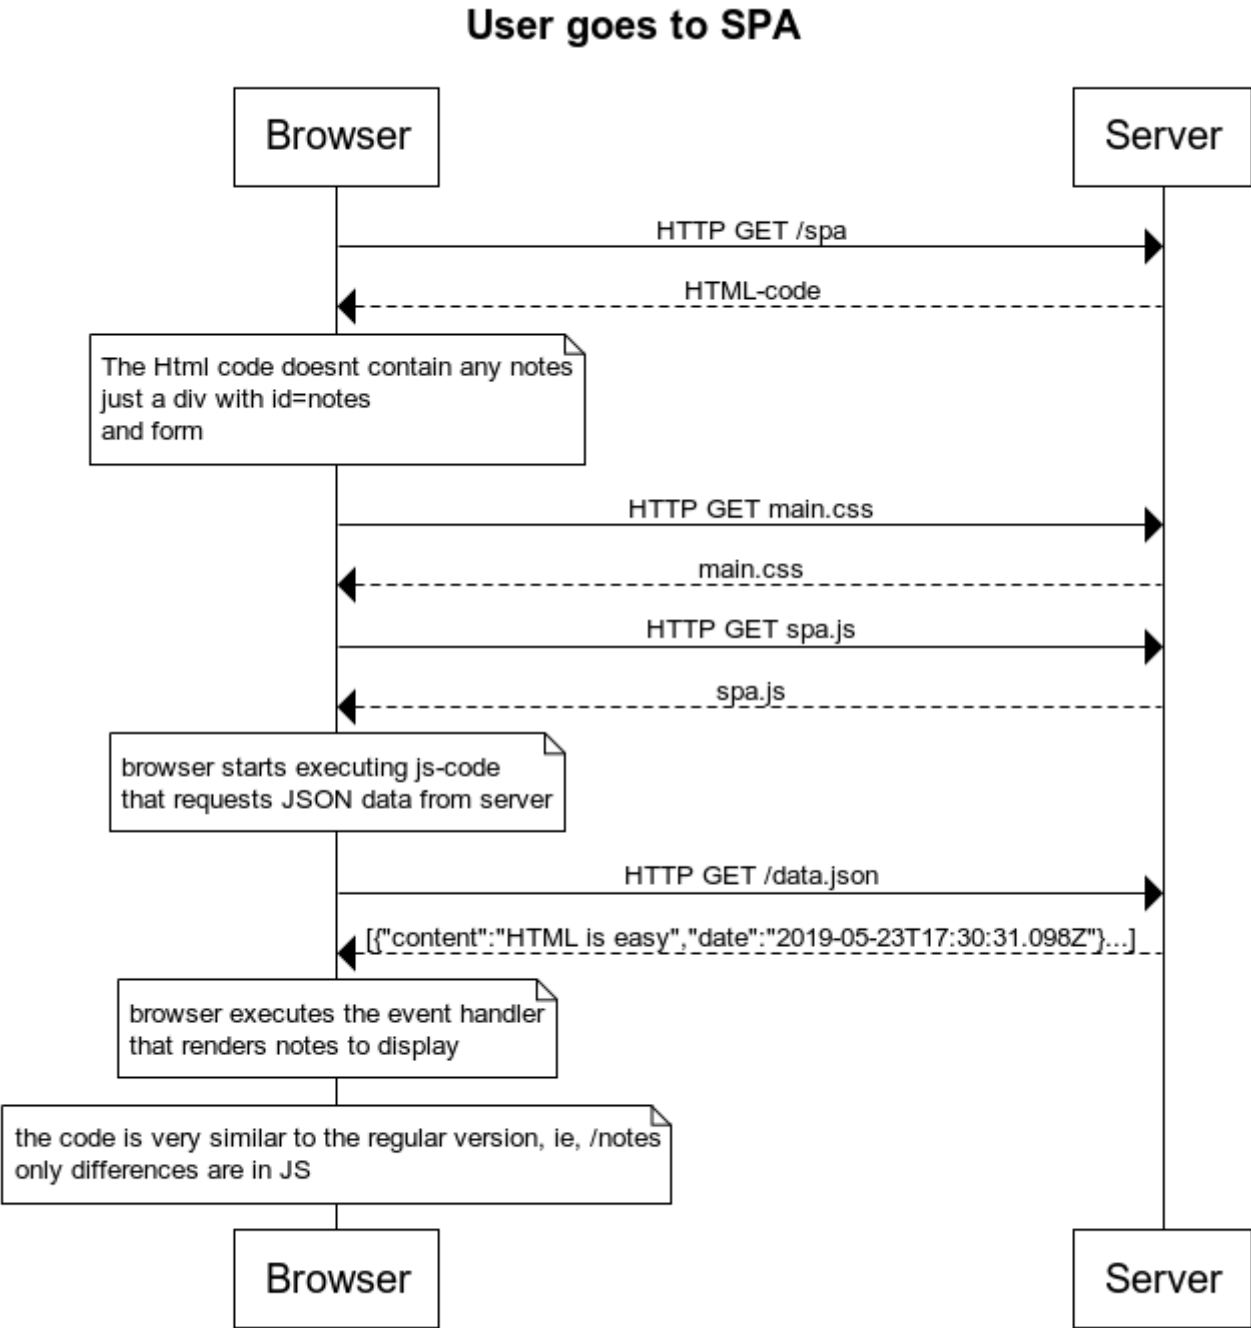 User goes to SPA
Browser
Server
HTTP GET /spa
HTML-code
The Html code doesnt contain any notes
just a div with id=notes
and form
HTTP GET main.css
main.css
HTTP GET spa.js
spa.js
browser starts executing js-code
that requests JSON data from server
HTTP GET /data.json
[{"content":"HTML is easy","date":"2019-05-23T17:30:31.098Z"}...]
browser executes the event handler
that renders notes to display
the code is very similar to the regular version, ie, /notes
only differences are in JS
Browser
Server